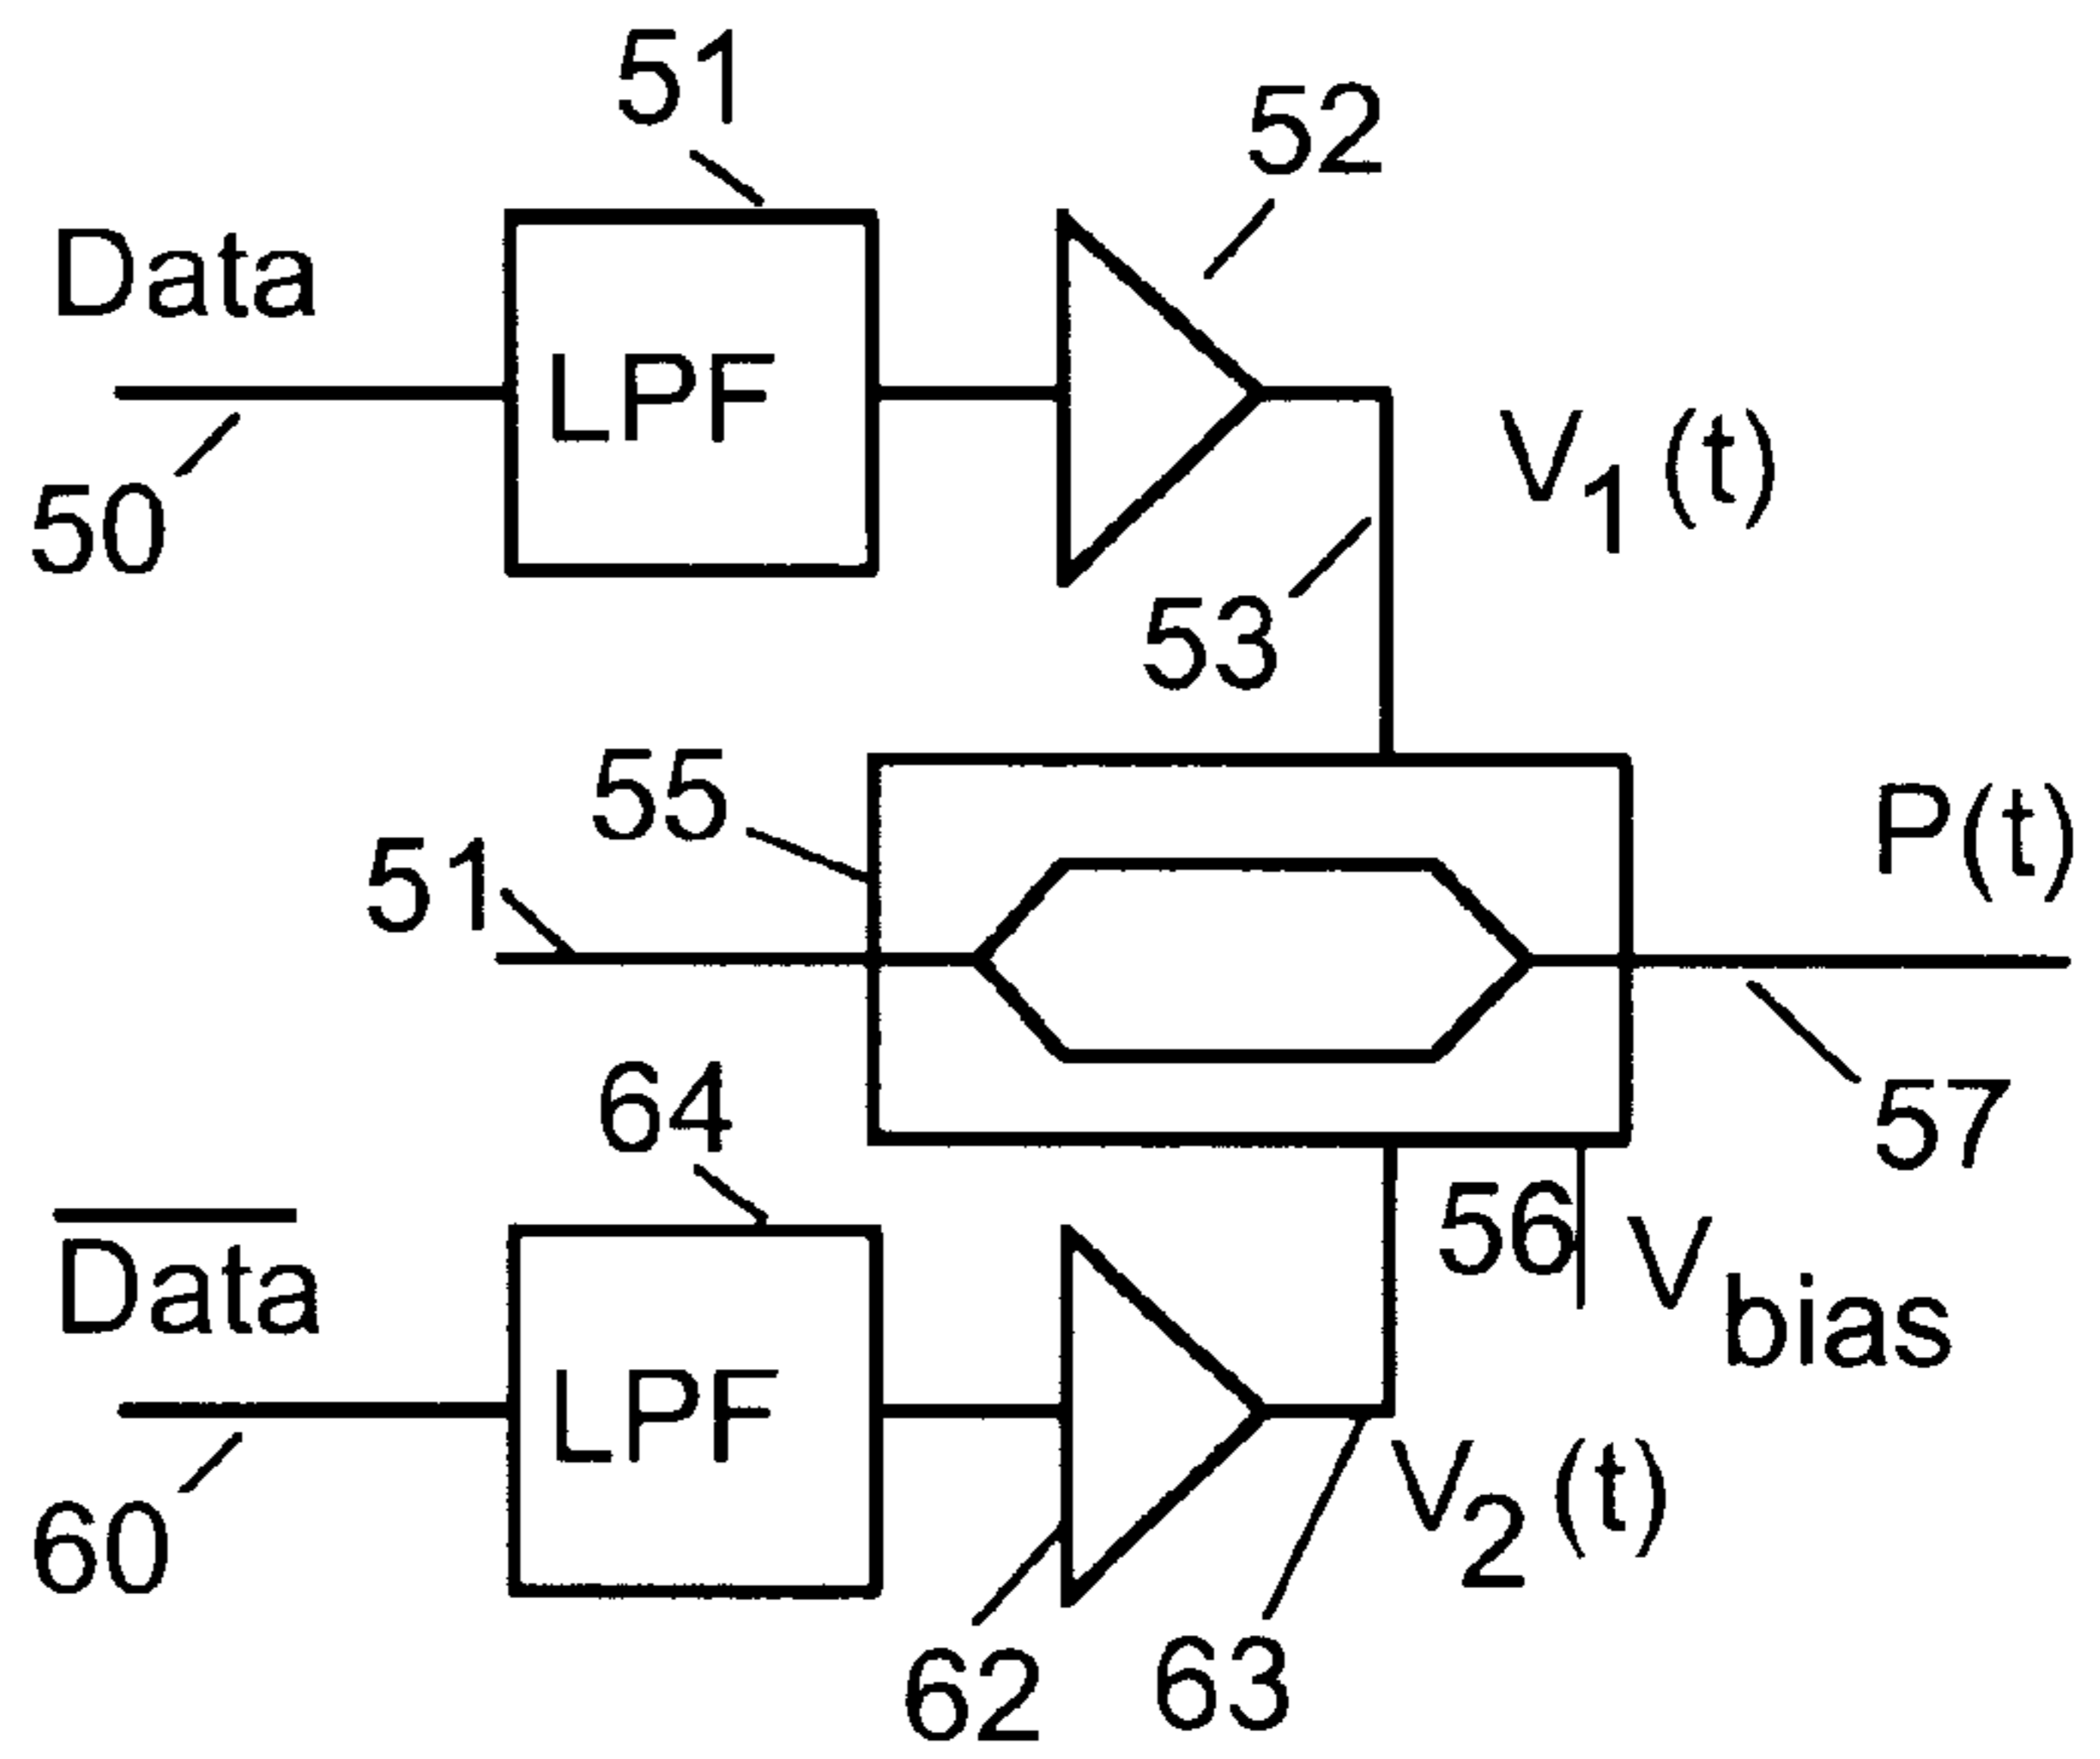 51
52
Data
LPF
V1(t)
50
53
55
P(t)
51
64
57
56
Vbias
Data
LPF
V2(t)
60
62
63